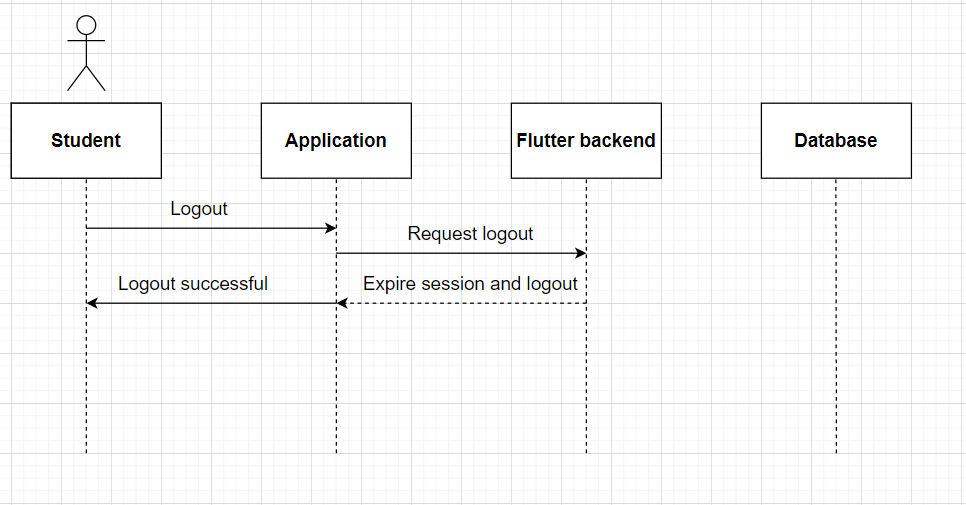 Student
Application
Flutter backend
Database
Logout
Request logout
Logout successful
Expire session and logout